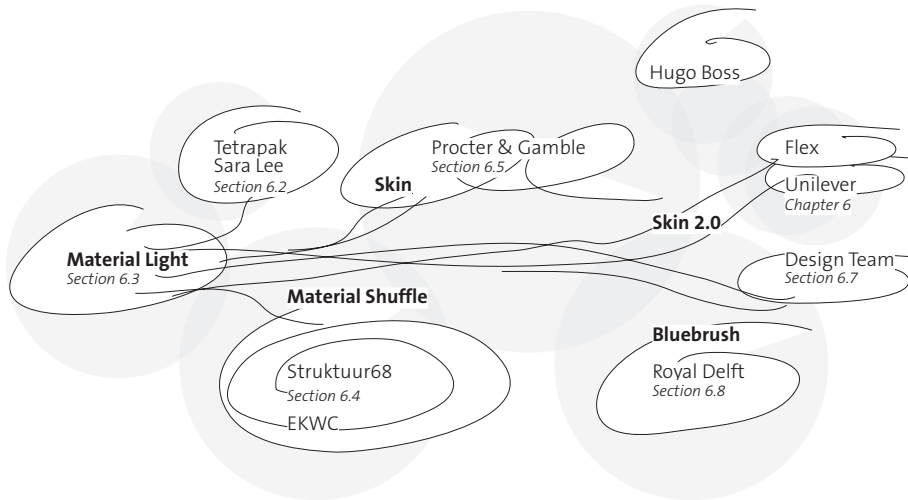 Hugo Boss
Tetrapak
Sara Lee
Section 6.2
Procter & Gamble
Section 6.5
Skin
Flex
Unilever
Chapter 6
Skin 2.0
Material Light
Section 6.3
Design Team
Section 6.7
Material Shuffle
Struktuur68
Section 6.4
EKWC
Bluebrush
Royal Delft
Section 6.8